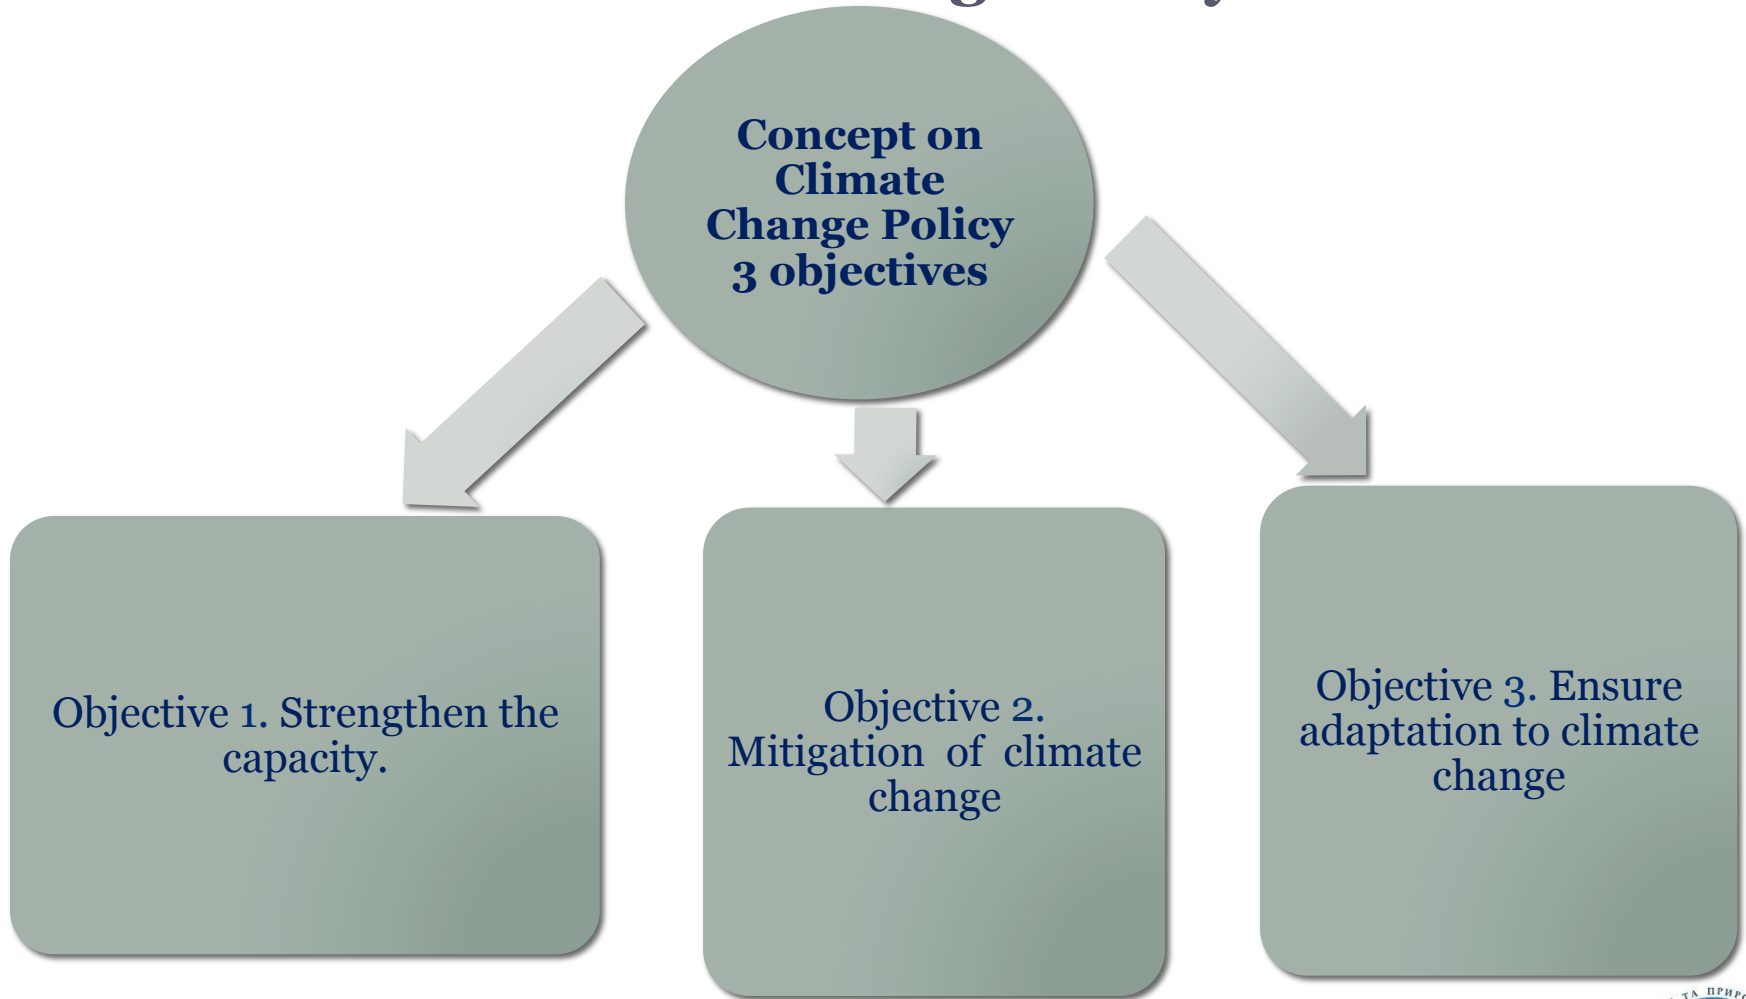 Concept on
Climate
Change Policy
3 objectives
Objective 1. Strengthen the
capacity.
Objective 2.
Mitigation of climate
change
Objective 3. Ensure
adaptation to climate
change
ТА